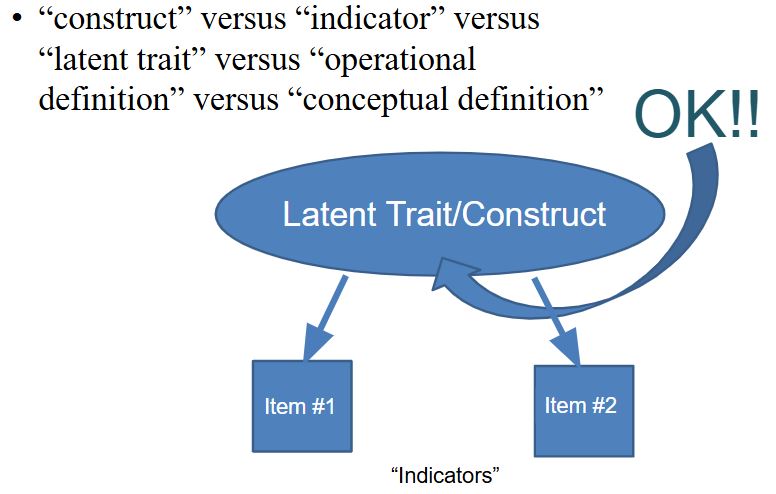 • “construct” versus “indicator” versus
“latent trait” versus “operational
definition” versus “conceptual definition”
OK!!
Latent Trait/Construct
Item #1
Item #2
“Indicators”